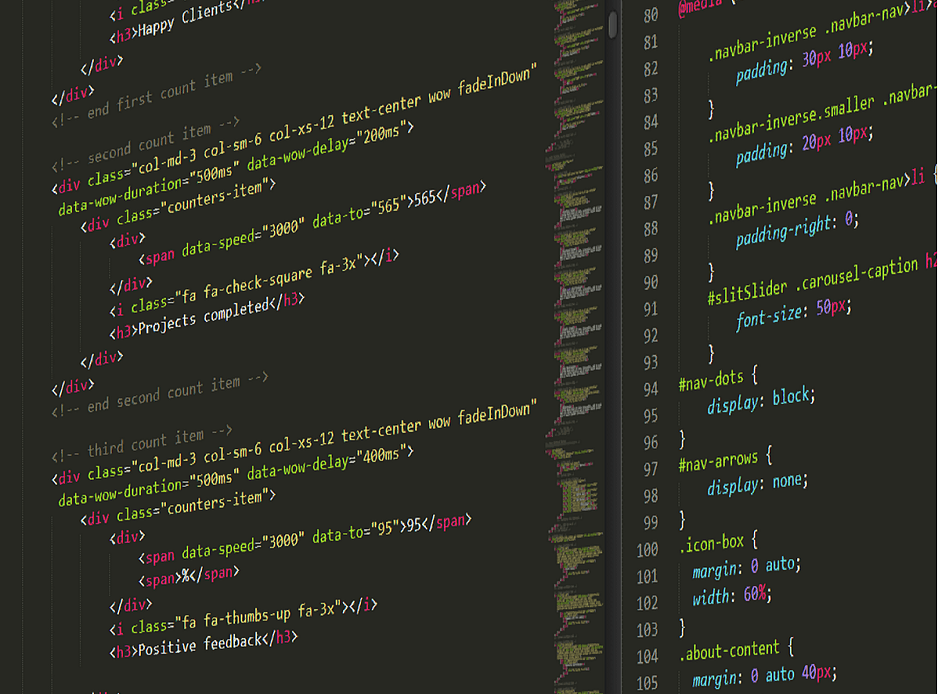 <i class=
<h3>Happy Clients</h3>
</div>
</div>
<!-- end first count item -->
<!-- second count item -->
<div class="col-md-3 col-sm-6 col-xs-12 text-center wow fadeInDown"
data-wow-duration="500ms" data-wow-delay="200ms">
<div class="counters-item">
<div>
<span data-speed="3000" data-to="565">565</span>
</div>
<i class="fa fa-check-square fa-3x"></i>
<h3>Projects completed</h3>
</div>
</div>
<!-- end second count item -->
<!-- third count item -->
<div class="col-md-3 col-sm-6 col-xs-12 text-center wow fadeInDown"
data-wow-duration="500ms" data-wow-delay="400ms">
<div class="counters-item">
<div>
<span data-speed="3000" data-to="95">95</span>
<span>%</span>
</div>
<i class="fa fa-thumbs-up fa-3x"></i>
<h3>Positive feedback</h3>
80 @media
81 .navbar-inverse .navbar-nav>li>
82 padding: 30px 10px;
83 }
84 .navbar-inverse.smaller .navbar-
85 padding: 20px 10px;
86 }
87 .navbar-inverse .navbar-nav>li {
88 padding-right: 0;
89 }
90 #slitSlider .carousel-caption h2
91 font-size: 50px;
92 }
93
94 #nav-dots {
95 display: block;
96 }
97 #nav-arrows {
98 display: none;
99 }
100 .icon-box {
101 margin: 0 auto;
102 width: 60%;
103 }
104 .about-content {
105 margin: 0 auto 40px;